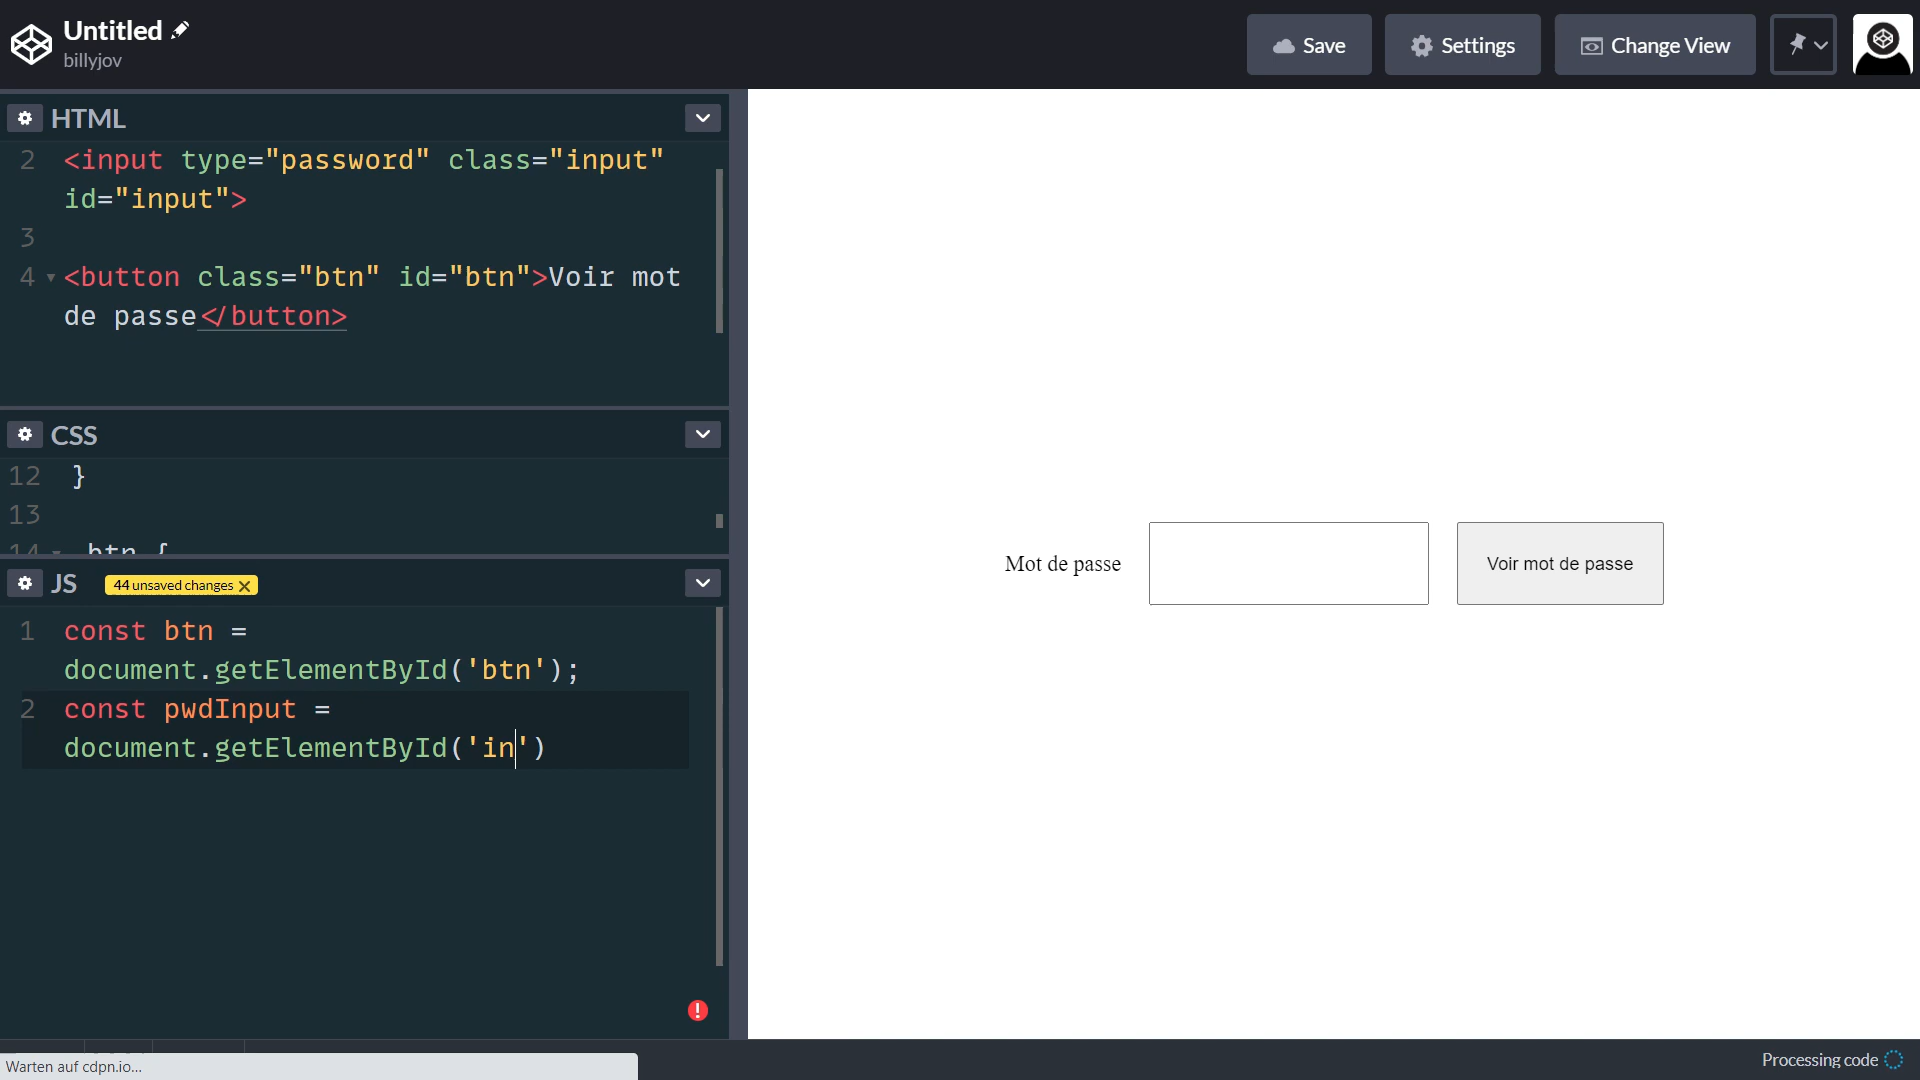 Untitled
billyjov
Save
Settings
Change View
HTML
2 <input type="password" class="input"
id="input">
3
4 <button class="btn" id="btn">Voir mot
de passe</button>
CSS
12 }
13
14 btn {
JS 44 unsaved changes
1 const btn =
document.getElementById('btn');
2 const pwdInput =
document.getElementById('in')
Mot de passe
Voir mot de passe
Warten auf cdpn.io...
Processing code